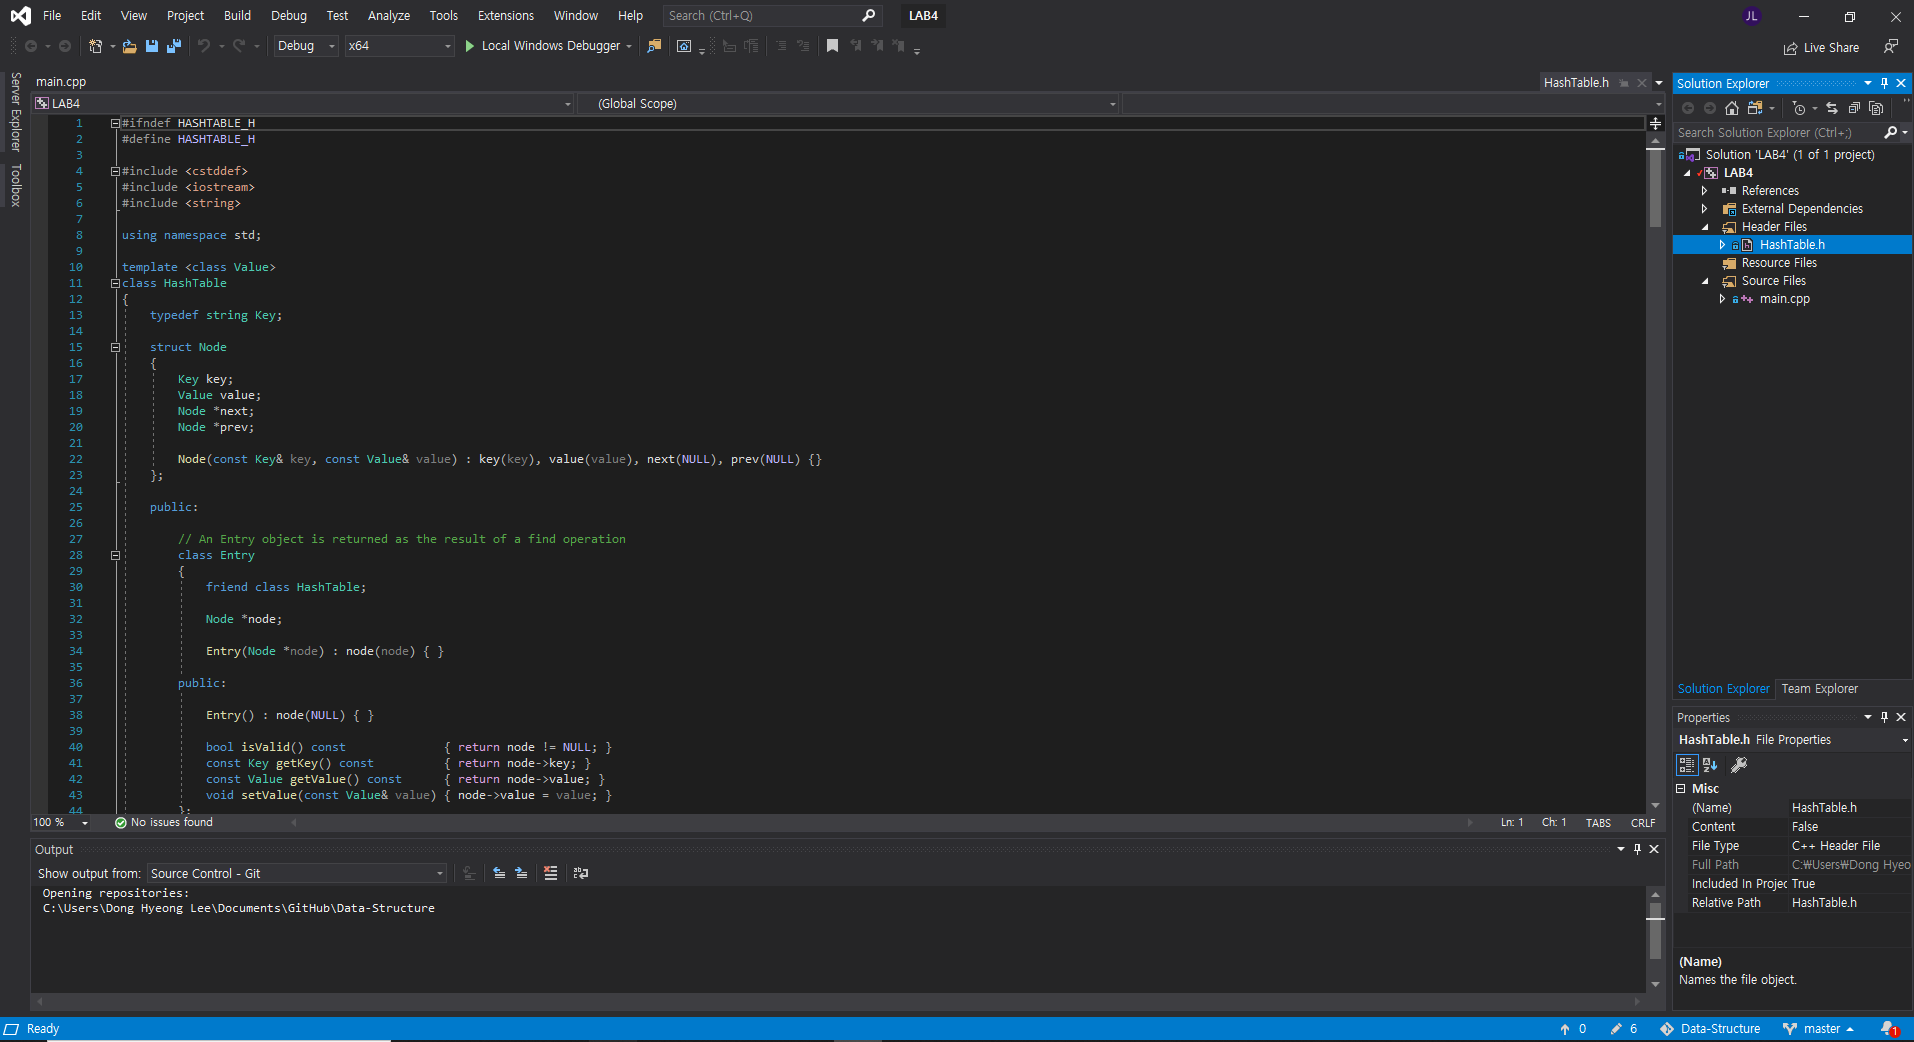 File Edit View Project Build Debug Test Analyze Tools Extensions Window Help Search (Ctrl+Q) LAB4 JL
Debug x64 Local Windows Debugger Live Share
Server Explorer
Toolbox
main.cpp HashTable.h
LAB4 (Global Scope)
1 #ifndef HASHTABLE_H
2 #define HASHTABLE_H
3
4 #include <cstddef>
5 #include <iostream>
6 #include <string>
7
8 using namespace std;
9
10 template <class Value>
11 class HashTable
12 {
13 typedef string Key;
14
15 struct Node
16 {
17 Key key;
18 Value value;
19 Node *next;
20 Node *prev;
21
22 Node(const Key& key, const Value& value) : key(key), value(value), next(NULL), prev(NULL) {}
23 };
24
25 public:
26
27 // An Entry object is returned as the result of a find operation
28 class Entry
29 {
30 friend class HashTable;
31
32 Node *node;
33
34 Entry(Node *node) : node(node) { }
35
36 public:
37
38 Entry() : node(NULL) { }
39
40 bool isValid() const { return node != NULL; }
41 const Key getKey() const { return node->key; }
42 const Value getValue() const { return node->value; }
43 void setValue(const Value& value) { node->value = value; }
44 };
100 % No issues found Ln: 1 Ch: 1 TABS CRLF
Output
Show output from: Source Control - Git
Opening repositories:
C:\Users\Dong Hyeong Lee\Documents\GitHub\Data-Structure
Solution Explorer
Search Solution Explorer (Ctrl+;)
Solution 'LAB4' (1 of 1 project)
LAB4
References
External Dependencies
Header Files
HashTable.h
Resource Files
Source Files
main.cpp
Solution Explorer Team Explorer
Properties
HashTable.h File Properties
Misc
(Name) HashTable.h
Content False
File Type C++ Header File
Full Path C:₩Users₩Dong Hyeo
Included In Projec True
Relative Path HashTable.h
(Name)
Names the file object.
Ready 0 6 Data-Structure master 1